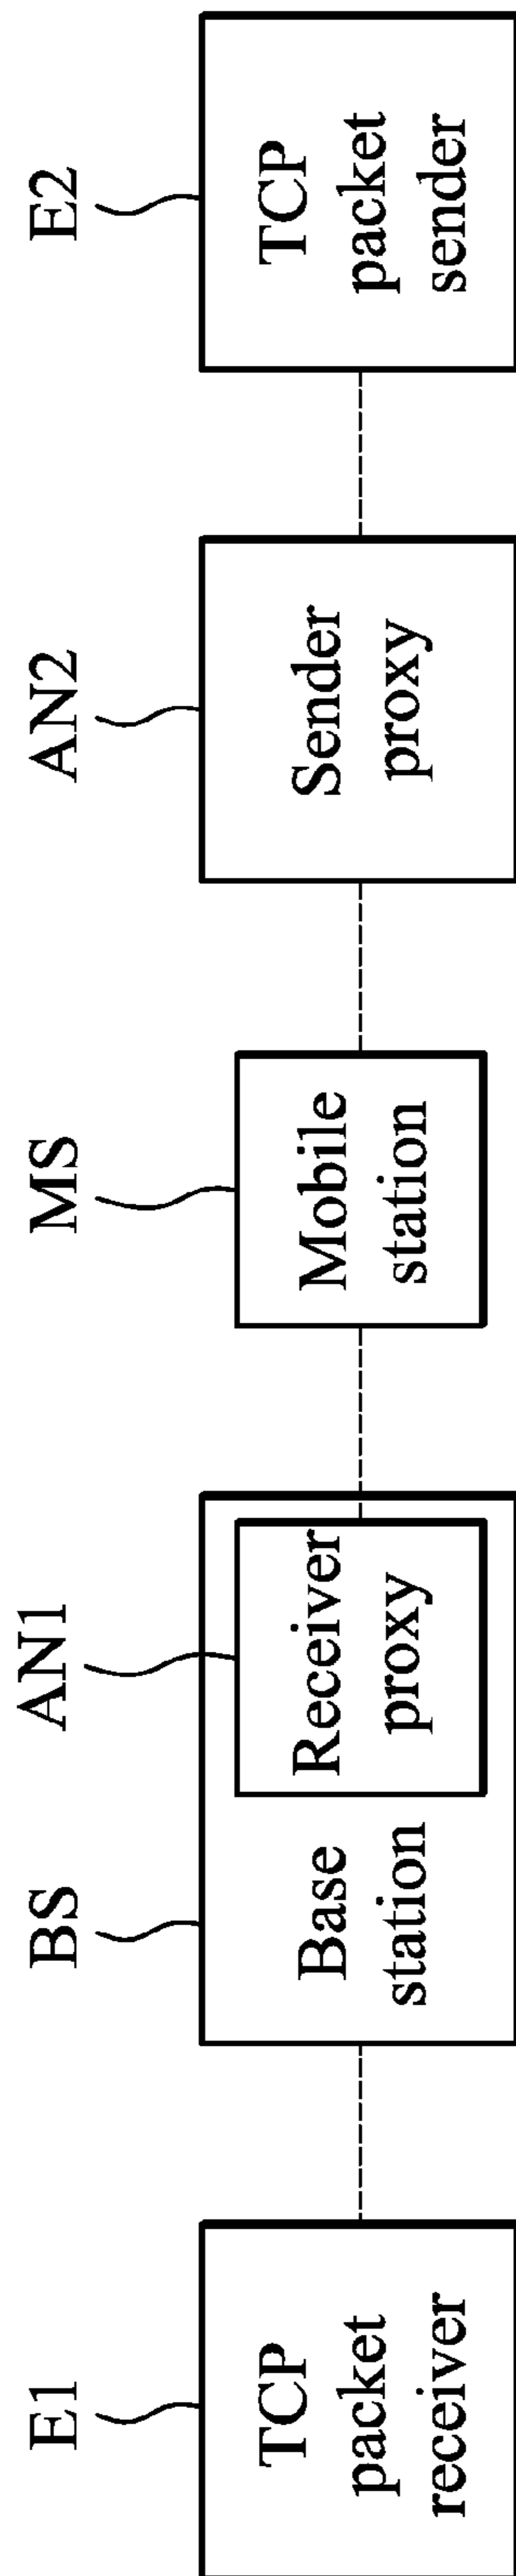 E1
TCP
packet
receiver
BS
Base
station
AN1
Receiver
proxy
MS
Mobile
station
AN2
Sender
proxy
E2
TCP
packet
sender